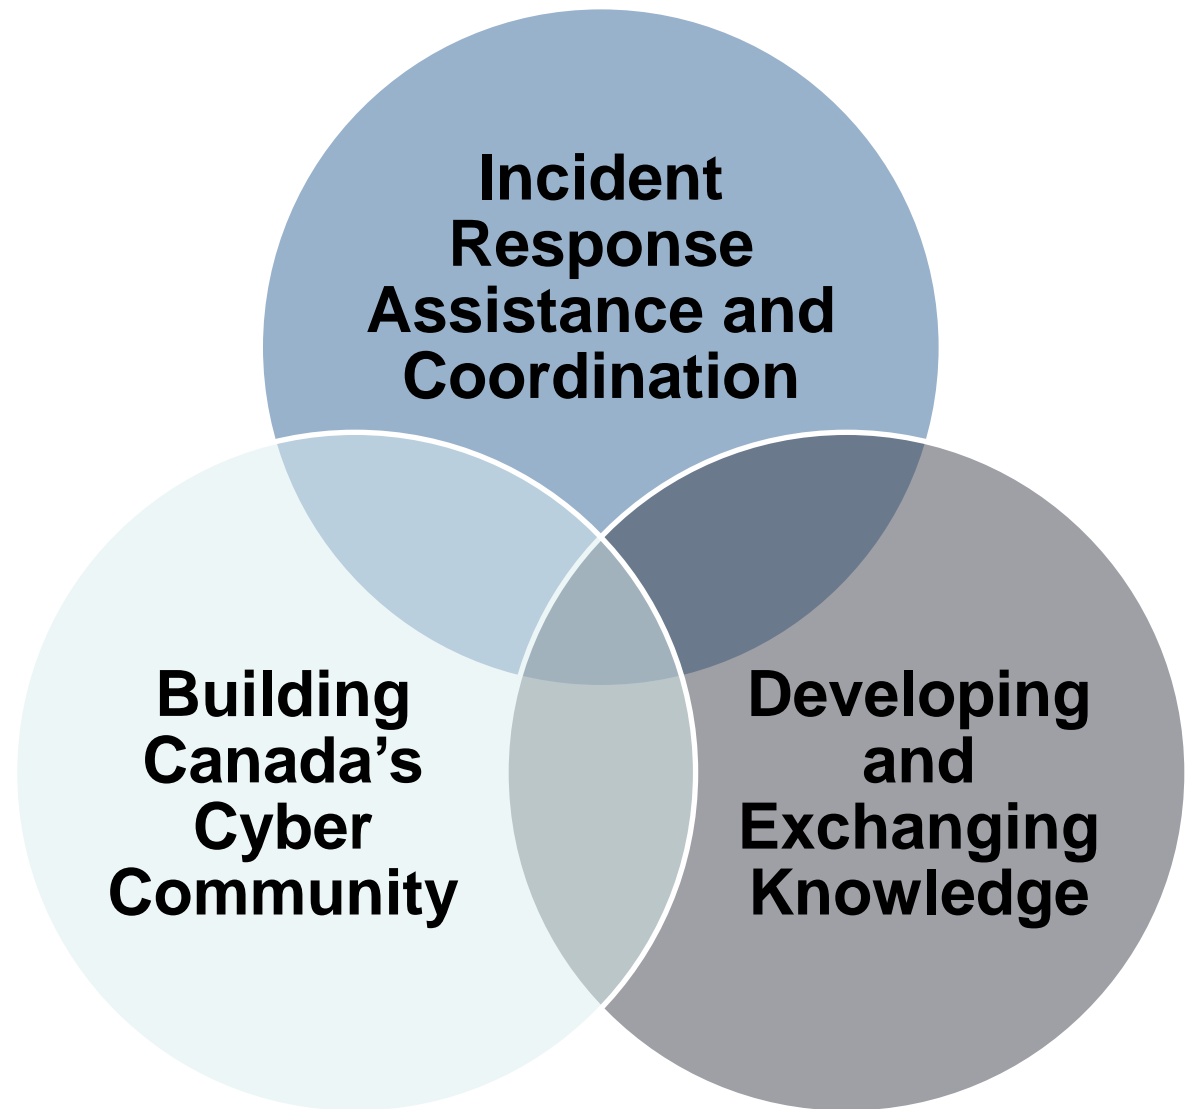 Incident
Response
Assistance and
Coordination
Building
Canada’s
Cyber
Community
Developing
and
Exchanging
Knowledge